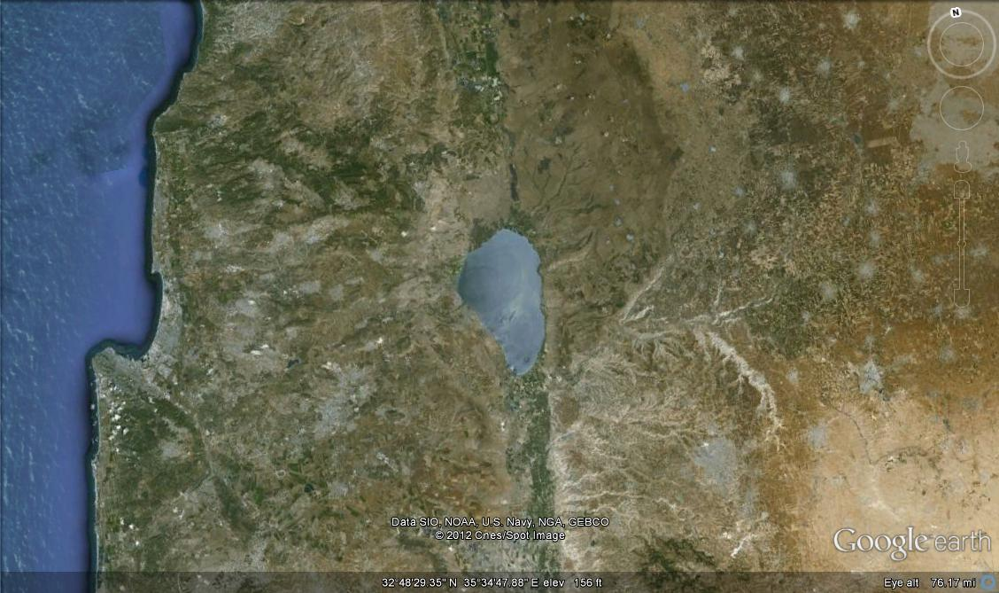 N
Data SIO, NOAA, U.S. Navy, NGA, GEBCO
© 2012 Cnes/Spot Image
Google earth
32°48'29.35" N 35°34'47.88" E elev 156 ft
Eye alt 76.17 mi